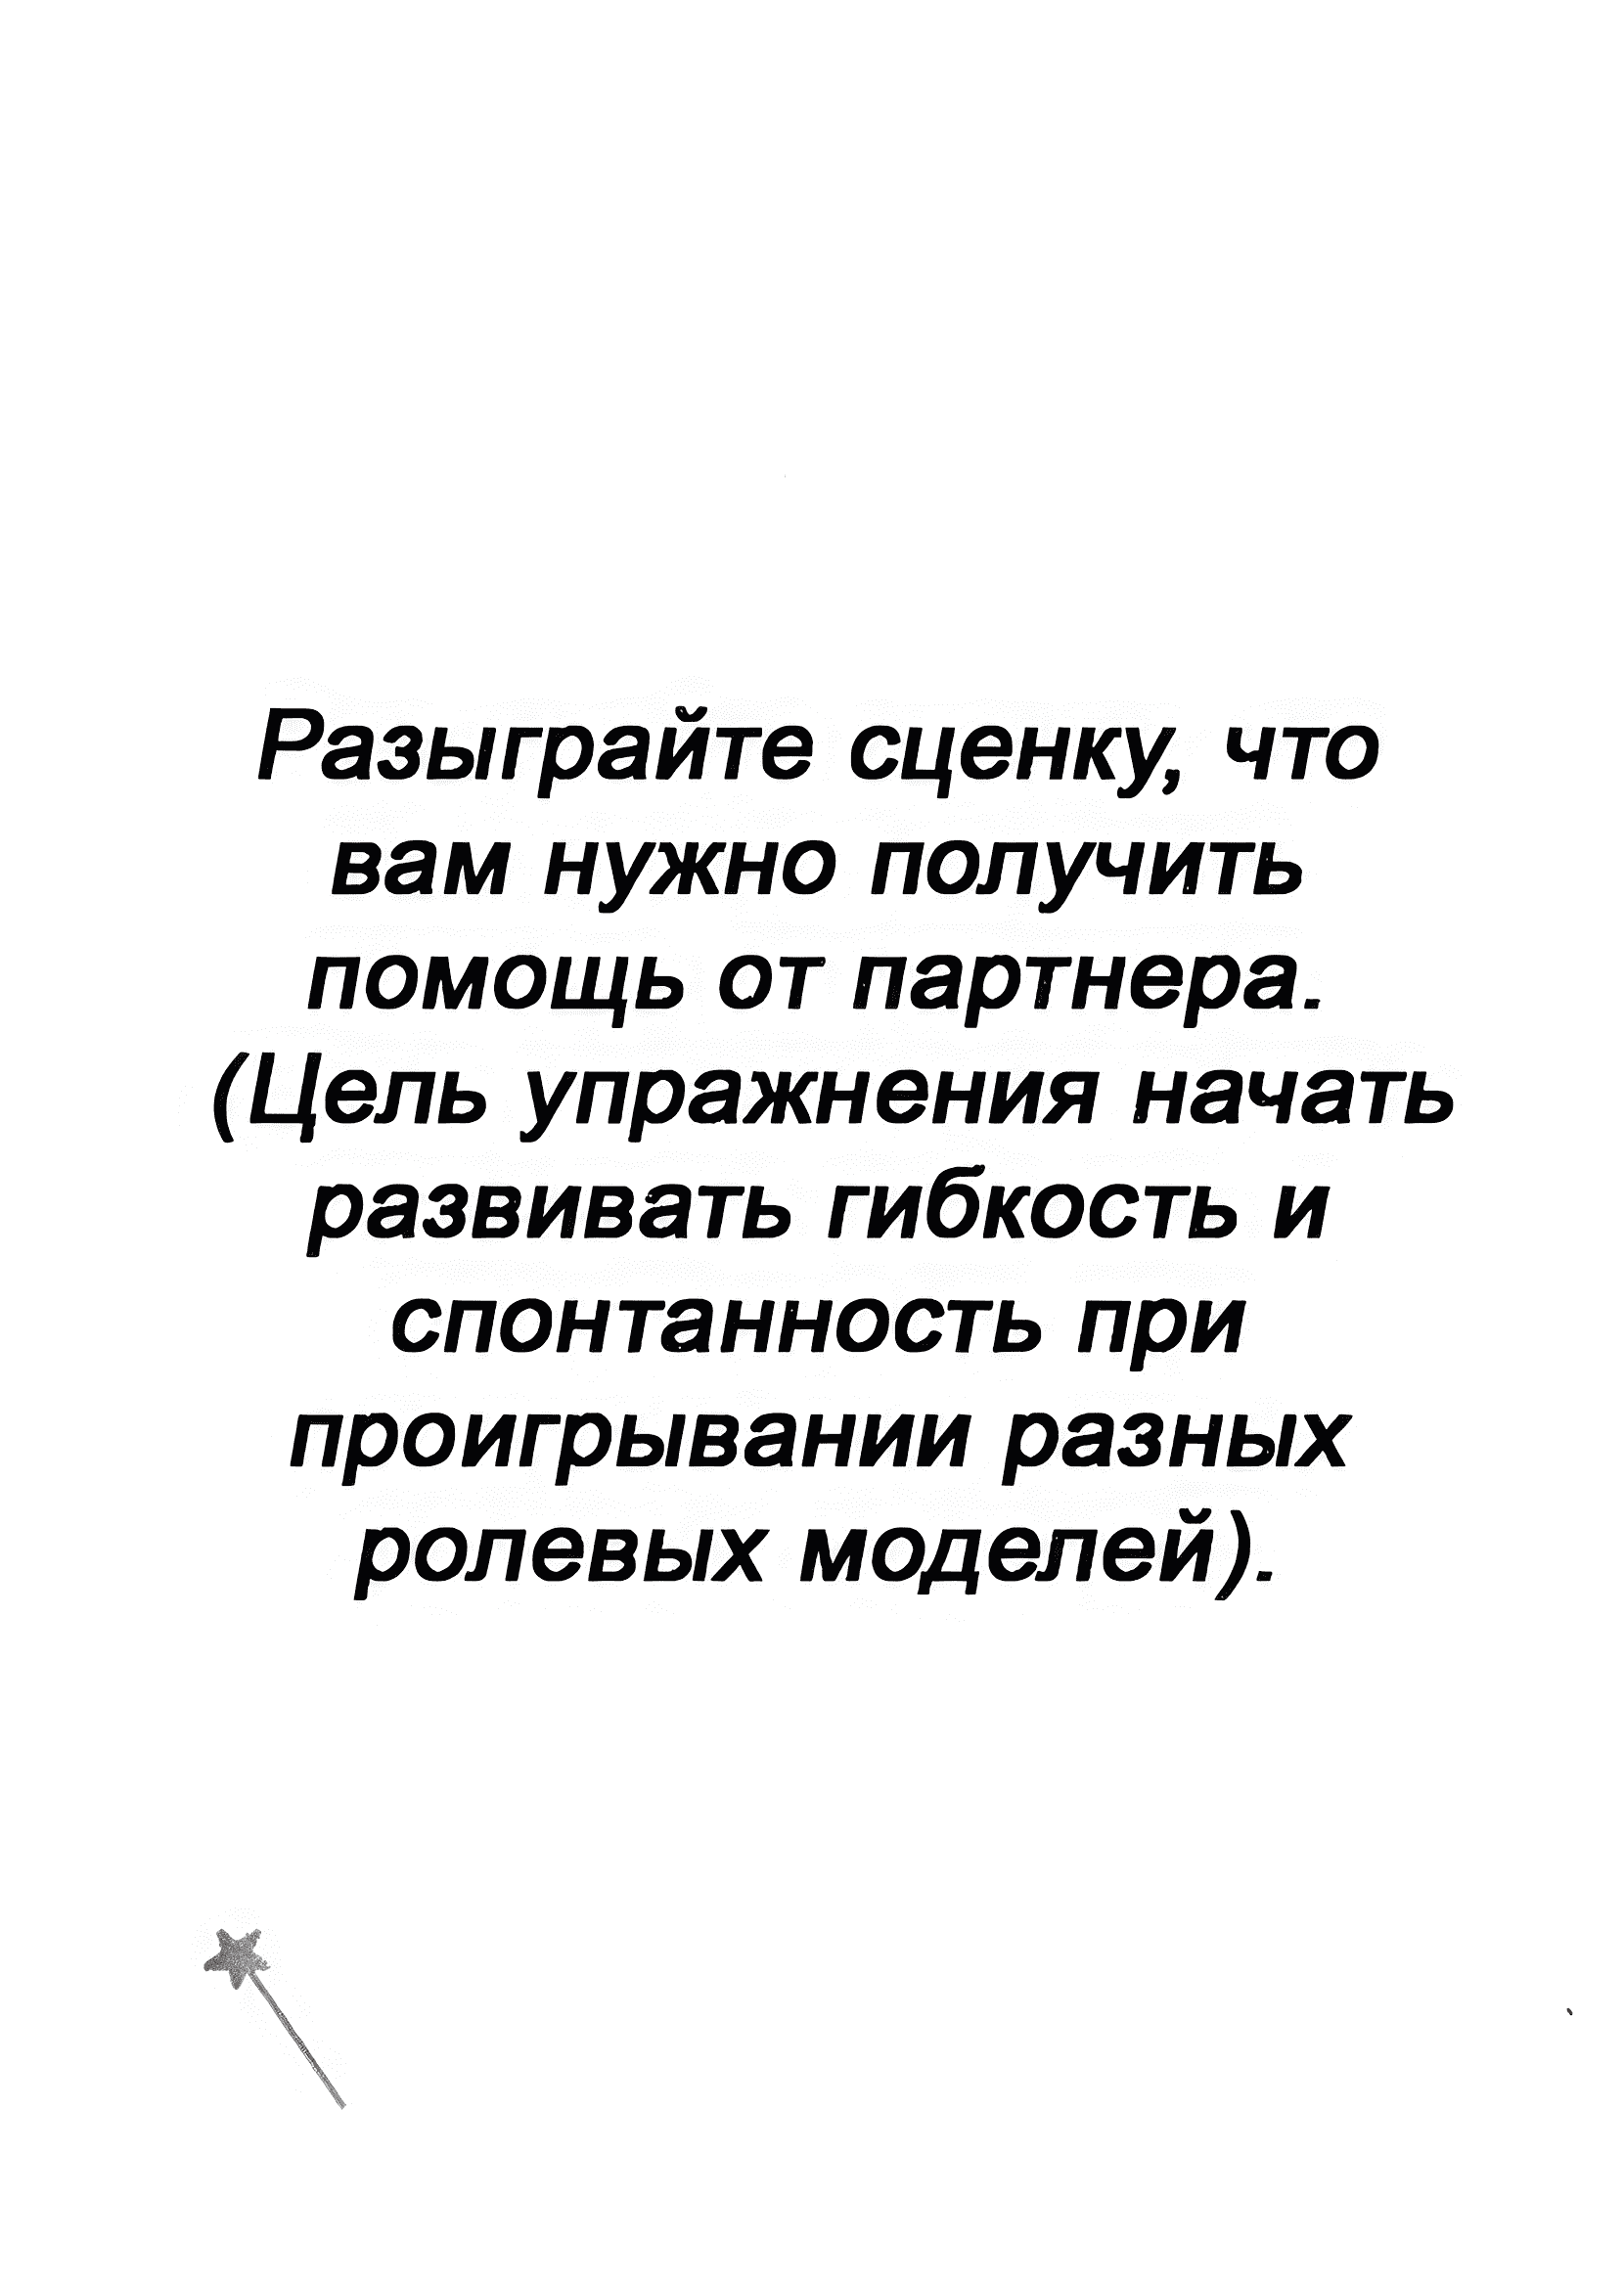 Разыграйте сценку, что
вам нужно получить
помощь от партнера.
(Цель упражнения начать
развивать гибкость и
спонтанность при
проигрывании разных
ролевых моделей).